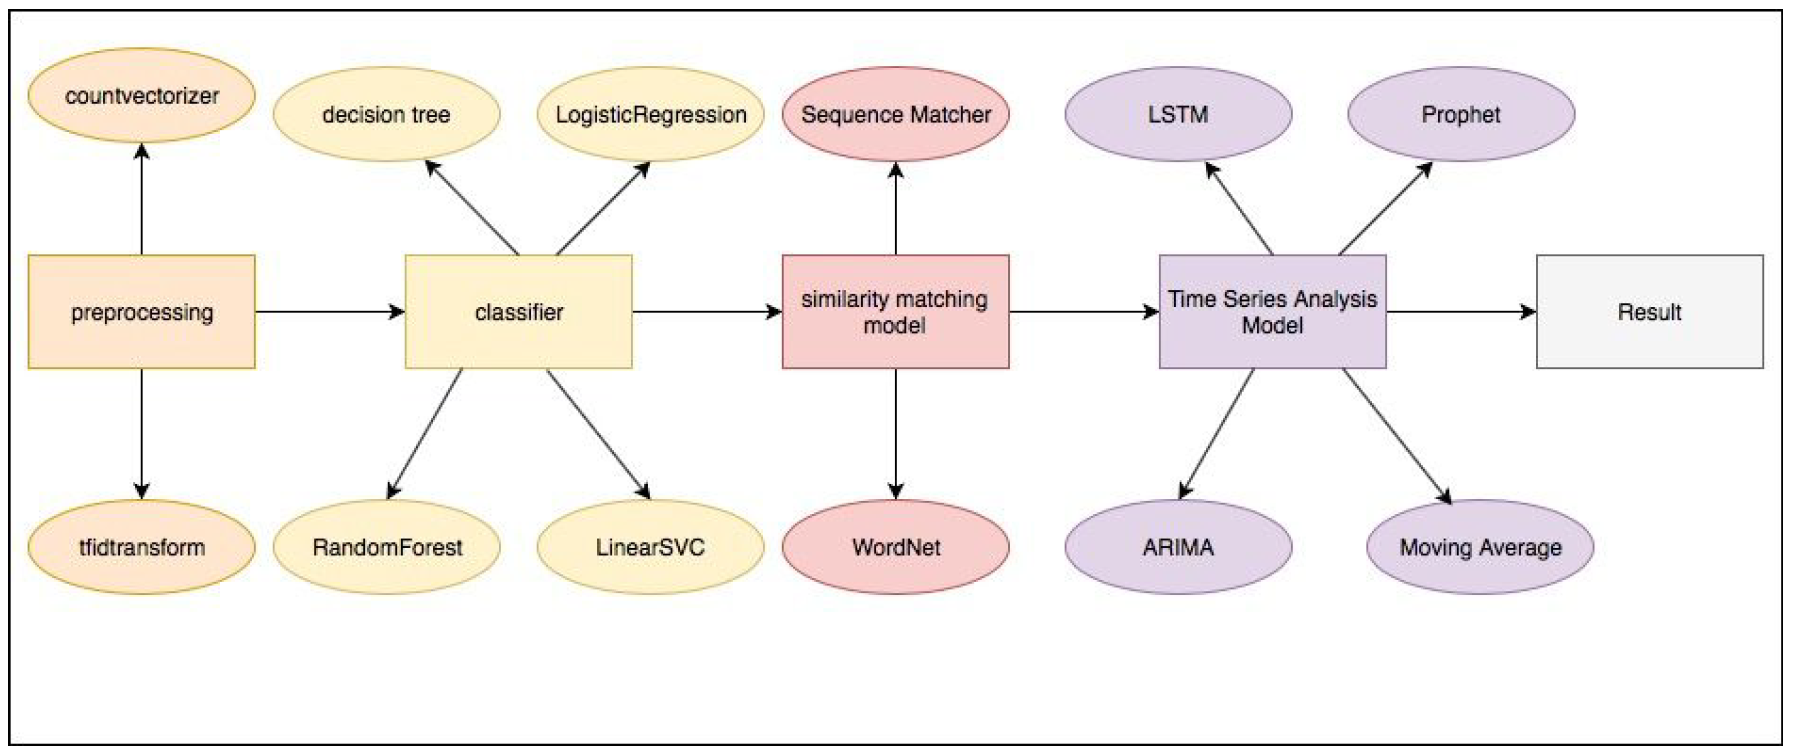 countvectorizer
decision tree
LogisticRegression
Sequence Matcher
LSTM
Prophet
preprocessing
classifier
similarity matching
model
Time Series Analysis
Model
Result
tfidtransform
RandomForest
LinearSVC
WordNet
ARIMA
Moving Average